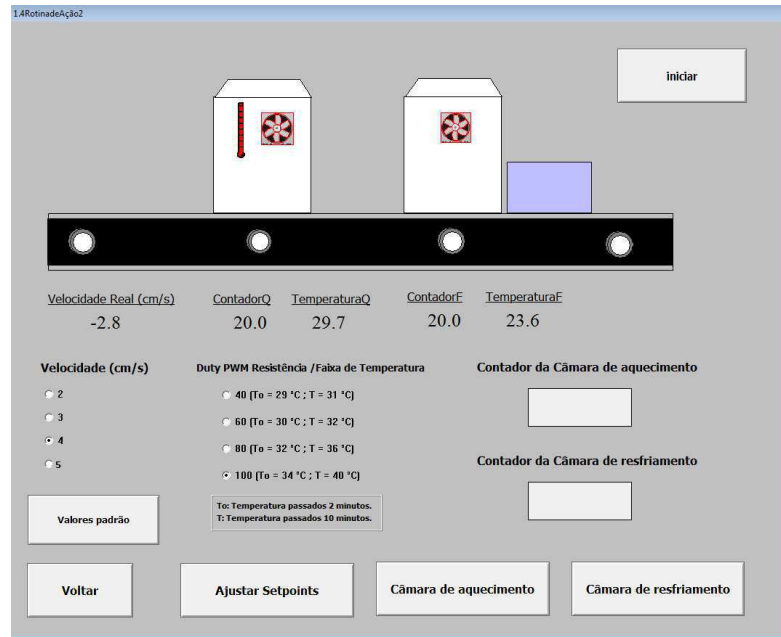 1.4RotinadeAção2
iniciar
Velocidade Real (cm/s)
ContadorQ
TemperaturaQ
ContadorF
TemperaturaF
-2.8
20.0
29.7
20.0
23.6
Velocidade (cm/s)
2
3
4
5
Duty PWM Resistência /Faixa de Temperatura
40 (To = 29 °C ; T = 31 °C)
60 (To = 30 °C ; T = 32 °C)
80 (To = 32 °C ; T = 36 °C)
100 (To = 34 °C ; T = 40 °C)
To: Temperatura passados 2 minutos.
T: Temperatura passados 10 minutos.
Contador da Câmara de aquecimento
Contador da Câmara de resfriamento
Valores padrão
Voltar
Ajustar Setpoints
Câmara de aquecimento
Câmara de resfriamento